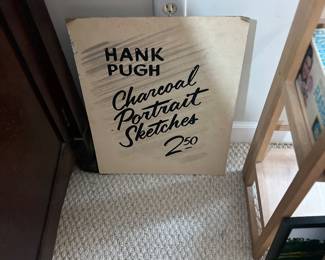 HANK
PUGH
Charcoal
Portrait
Sketches
2.50